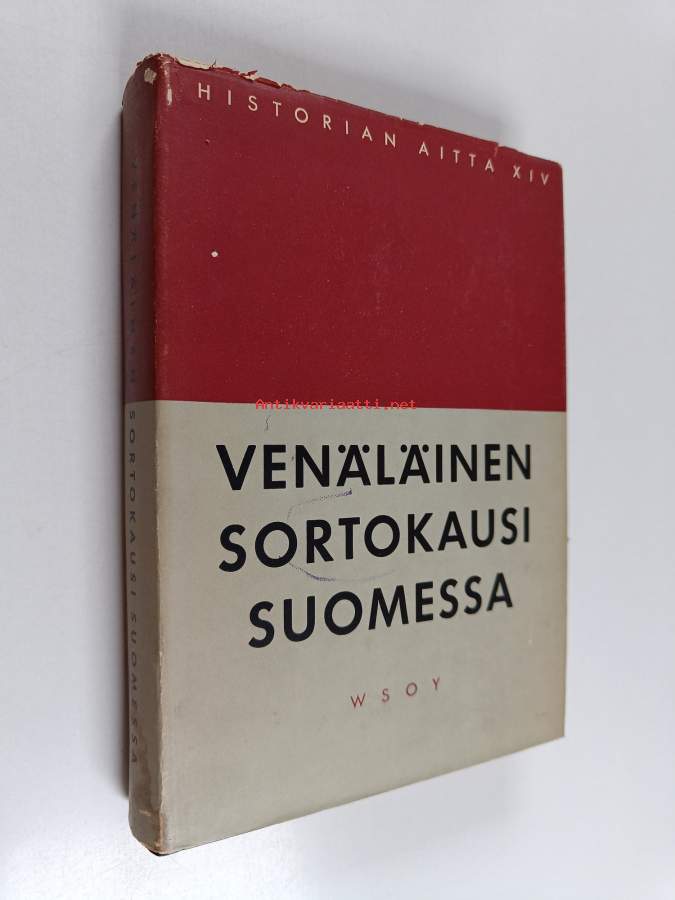 HISTORIAN AITTA XIV
Antikvariaatti.net
VENÄLÄINEN
SORTOKAUSI
SUOMESSA
WSOY
VENÄLÄINEN SORTOKAUSI SUOMESSA